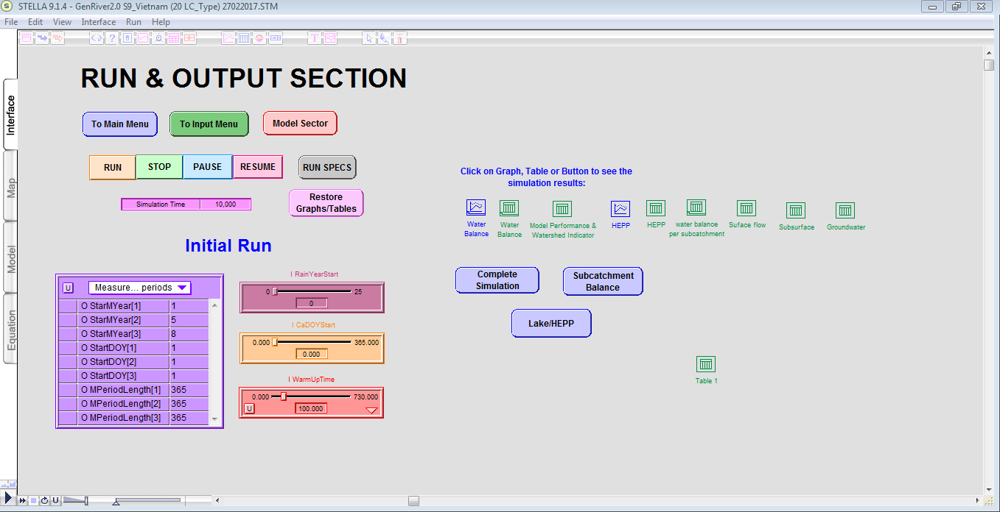 STELLA 9.1.4 - GenRiver2.0 S9_Vietnam (20 LC_Type) 27022017.STM
File Edit View Interface Run Help
RUN & OUTPUT SECTION
Interface
Map
Model
Equation
To Main Menu
To Input Menu
Model Sector
RUN
STOP
PAUSE
RESUME
RUN SPECS
Simulation Time 10,000
Restore
Graphs/Tables
Initial Run
U
Measure... periods
O StarMYear[1] 1
O StarMYear[2] 5
O StarMYear[3] 8
O StartDOY[1] 1
O StartDOY[2] 1
O StartDOY[3] 1
O MPeriodLength[1] 365
O MPeriodLength[2] 365
O MPeriodLength[3] 365
I RainYearStart
0 25
0
I CaDOYStart
0.000 365.000
0.000
I WarmUpTime
0.000 730.000
U 100.000
Click on Graph, Table or Button to see the
simulation results:
Water
Balance
Water
Balance
Model Performance &
Watershed Indicator
HEPP
HEPP
water balance
per subcatchment
Suface flow
Subsurface
Groundwater
Complete
Simulation
Subcatchment
Balance
Lake/HEPP
Table 1
U